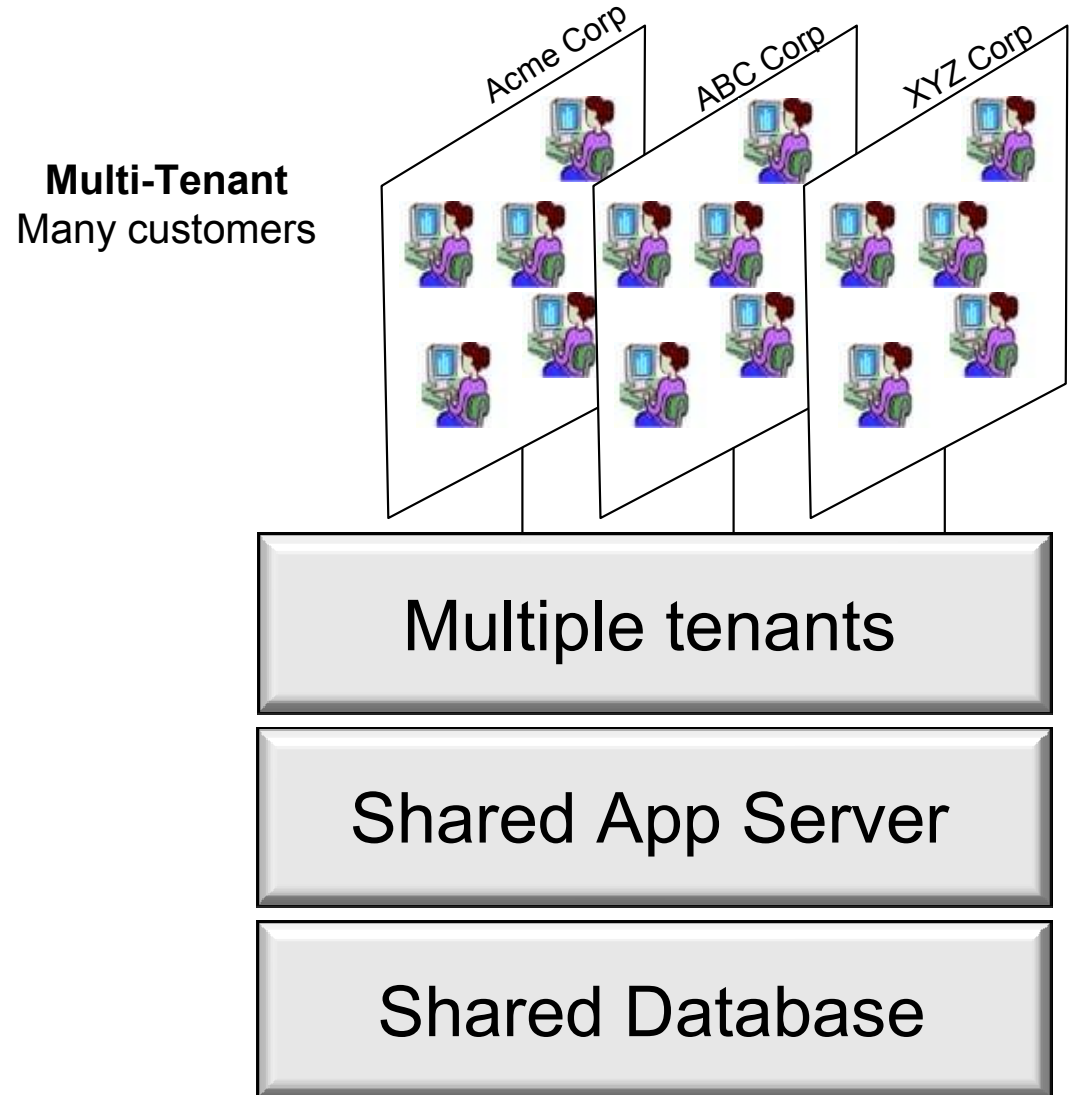 Acme Corp
ABC Corp
XYZ Corp
Multi-Tenant
Many customers
Multiple tenants
Shared App Server
Shared Database